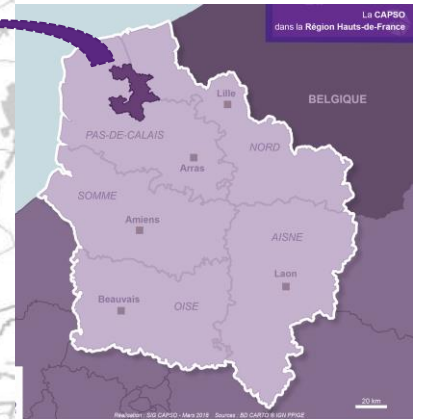 La CAPSO
dans la Région Hauts-de-France
Lille
BELGIQUE
PAS-DE-CALAIS
NORD
Arras
SOMME
Amiens
AISNE
Laon
Beauvais
OISE
20 km
Réalisation : SIG CAPSO - Mars 2018 Sources : BD CARTO ® IGN PPIGE